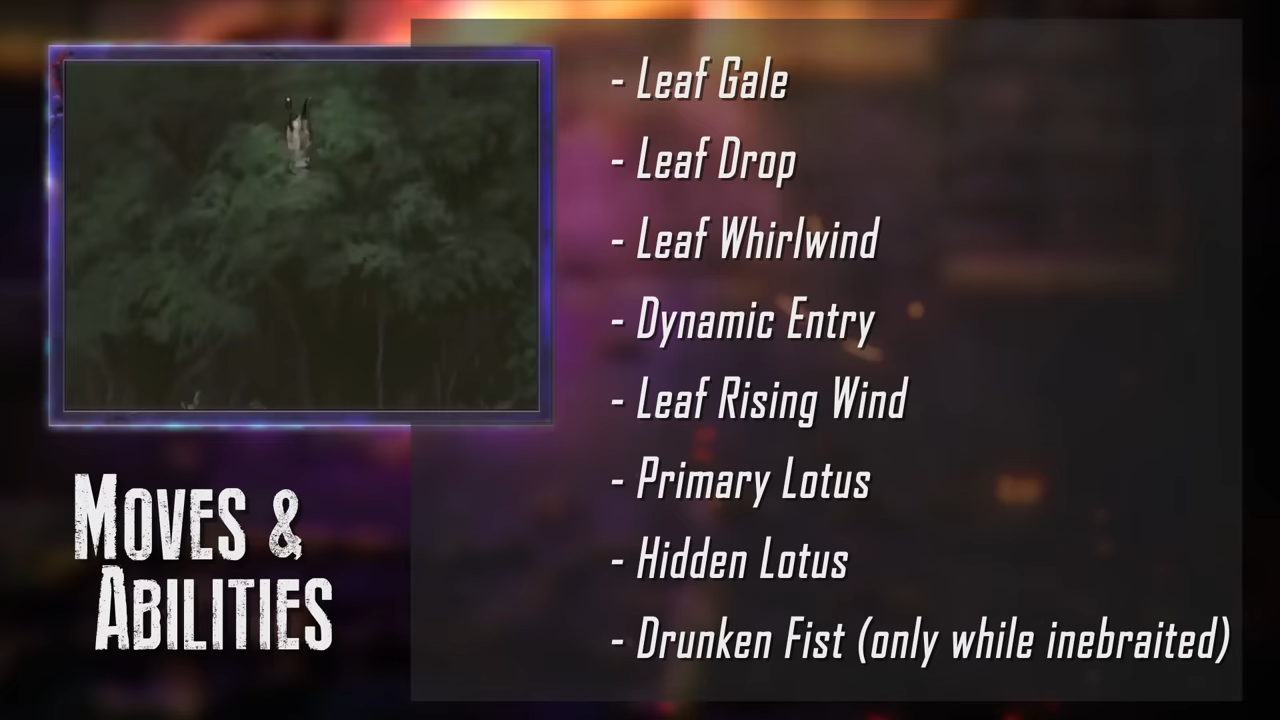 - Leaf Gale
- Leaf Drop
- Leaf Whirlwind
- Dynamic Entry
- Leaf Rising Wind
- Primary Lotus
- Hidden Lotus
- Drunken Fist (only while inebraited)
Moves &
Abilities